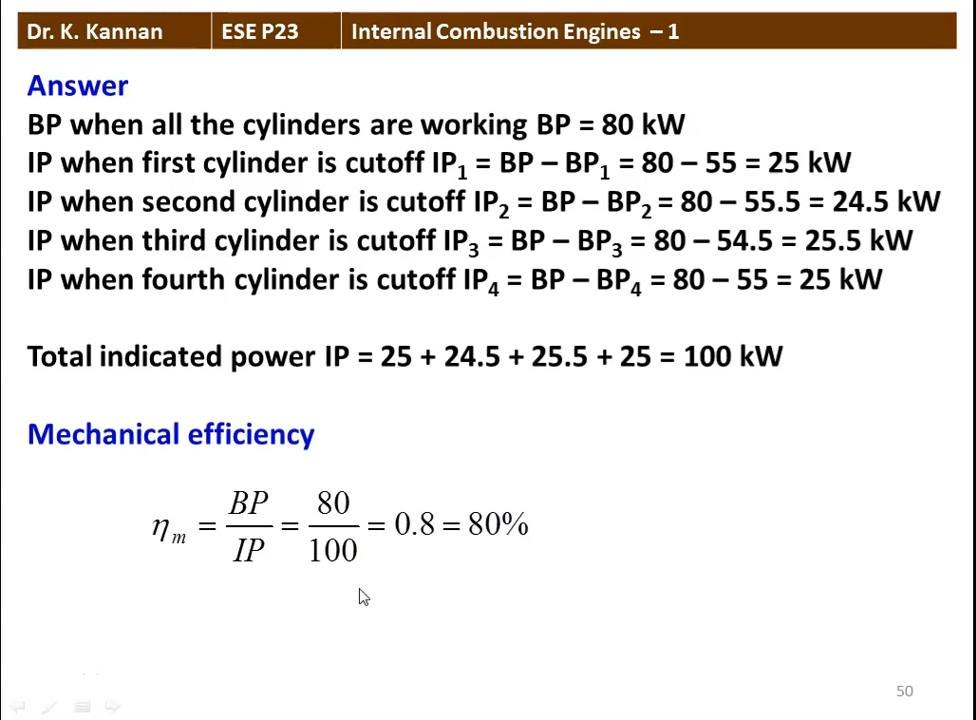 Dr. K. Kannan ESE P23 Internal Combustion Engines – 1
Answer
BP when all the cylinders are working BP = 80 kW
IP when first cylinder is cutoff IP₁ = BP – BP₁ = 80 – 55 = 25 kW
IP when second cylinder is cutoff IP₂ = BP – BP₂ = 80 – 55.5 = 24.5 kW
IP when third cylinder is cutoff IP₃ = BP – BP₃ = 80 – 54.5 = 25.5 kW
IP when fourth cylinder is cutoff IP₄ = BP – BP₄ = 80 – 55 = 25 kW
Total indicated power IP = 25 + 24.5 + 25.5 + 25 = 100 kW
Mechanical efficiency
η_m = BP/IP = 80/100 = 0.8 = 80%
50